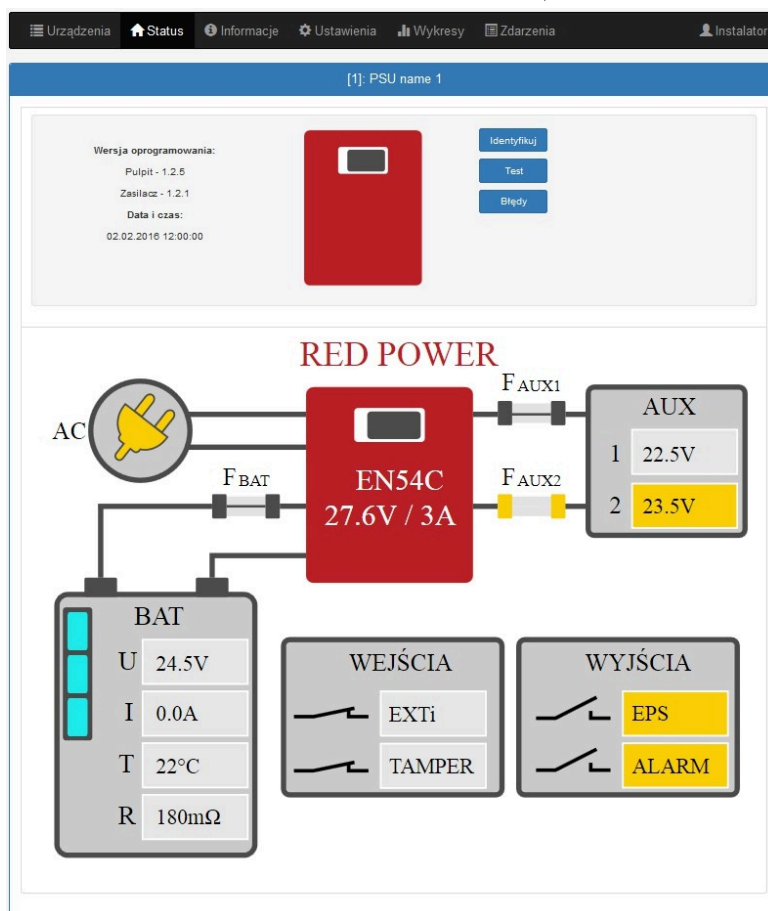 Urządzenia Status Informacje Ustawienia Wykresy Zdarzenia Instalator
[1]: PSU name 1
Wersja oprogramowania:
Pulpit - 1.2.5
Zasilacz - 1.2.1
Data i czas:
02.02.2016 12:00:00
Identyfikuj
Test
Błędy
RED POWER
AC
F BAT
EN54C
27.6V / 3A
F AUX1
F AUX2
AUX
1 22.5V
2 23.5V
BAT
U 24.5V
I 0.0A
T 22°C
R 180mΩ
WEJŚCIA
EXTi
TAMPER
WYJŚCIA
EPS
ALARM